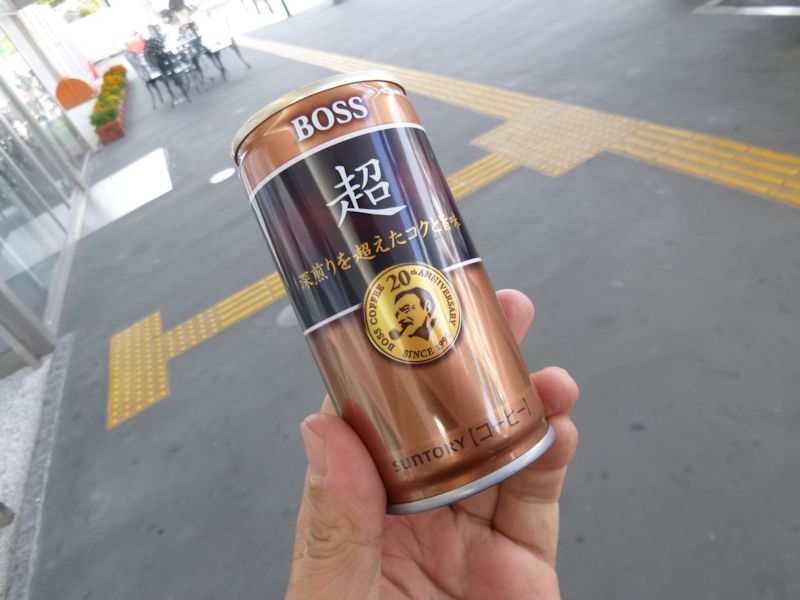 BOSS
超
深煎りを超えたコクと旨味
BOSS COFFEE 20th ANNIVERSARY
SINCE 1992
SUNTORY [コーヒー]